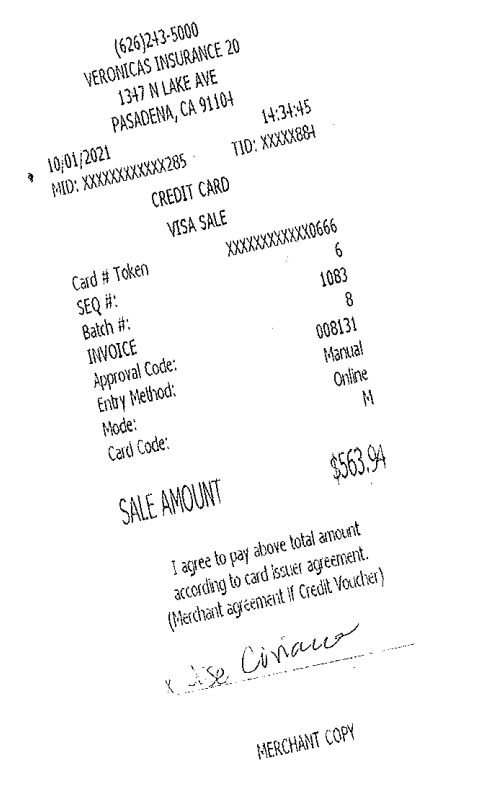 (626)243-5000
VERONICAS INSURANCE 20
1347 N LAKE AVE
PASADENA, CA 91104
10/01/2021 14:34:45
MID: XXXXXXXXXXXX285 TID: XXXXX884
CREDIT CARD
VISA SALE
Card # Token XXXXXXXXXXXX0666
SEQ #: 6
Batch #: 1083
INVOICE 8
Approval Code: 008131
Entry Method: Manual
Mode: Online
Card Code: M
SALE AMOUNT $563.94
I agree to pay above total amount
according to card issuer agreement.
(Merchant agreement if Credit Voucher)
x
MERCHANT COPY